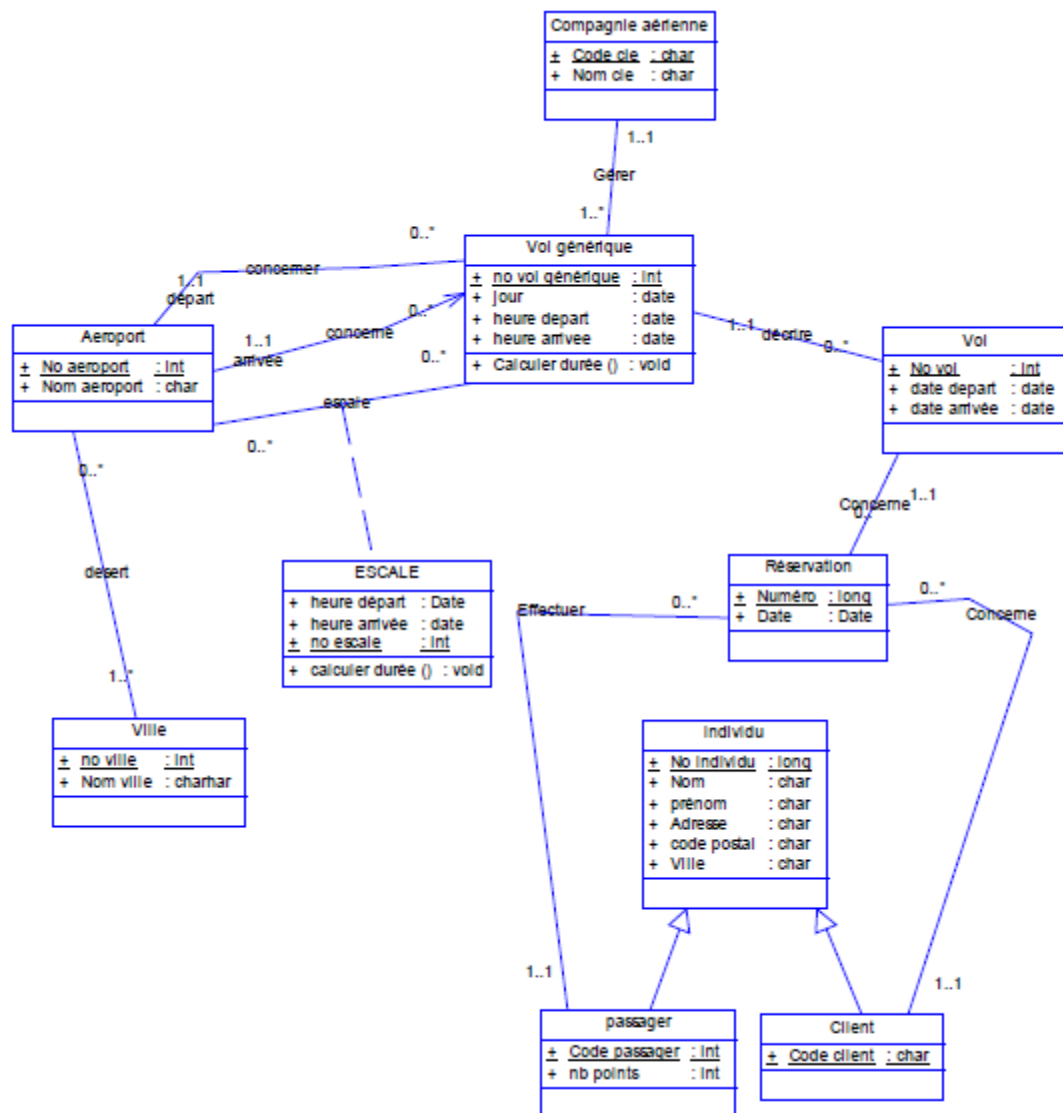 Compagnie aérienne
+ Code cie : char
+ Nom cie : char
1..1
Gérer
1..*
0..*
concerner
1..1
départ
Vol générique
+ no vol générique : int
+ jour : date
+ heure depart : date
+ heure arrivee : date
+ Calculer durée () : void
0..*
concerne
1..1
arrivée
Aeroport
+ No aeroport : int
+ Nom aeroport : char
1..1
décrire
0..*
Vol
+ No vol : int
+ date depart : date
+ date arrivée : date
0..*
escale
0..*
0..*
desert
1..*
1..1
Concerne
0..*
ESCALE
+ heure départ : Date
+ heure arrivée : date
+ no escale : int
+ calculer durée () : void
Réservation
+ Numéro : long
+ Date : Date
Effectuer
0..*
0..*
Concerne
Ville
+ no ville : int
+ Nom ville : charhar
Individu
+ No individu : long
+ Nom : char
+ prénom : char
+ Adresse : char
+ code postal : char
+ Ville : char
1..1
1..1
passager
+ Code passager : int
+ nb points : int
Client
+ Code client : char